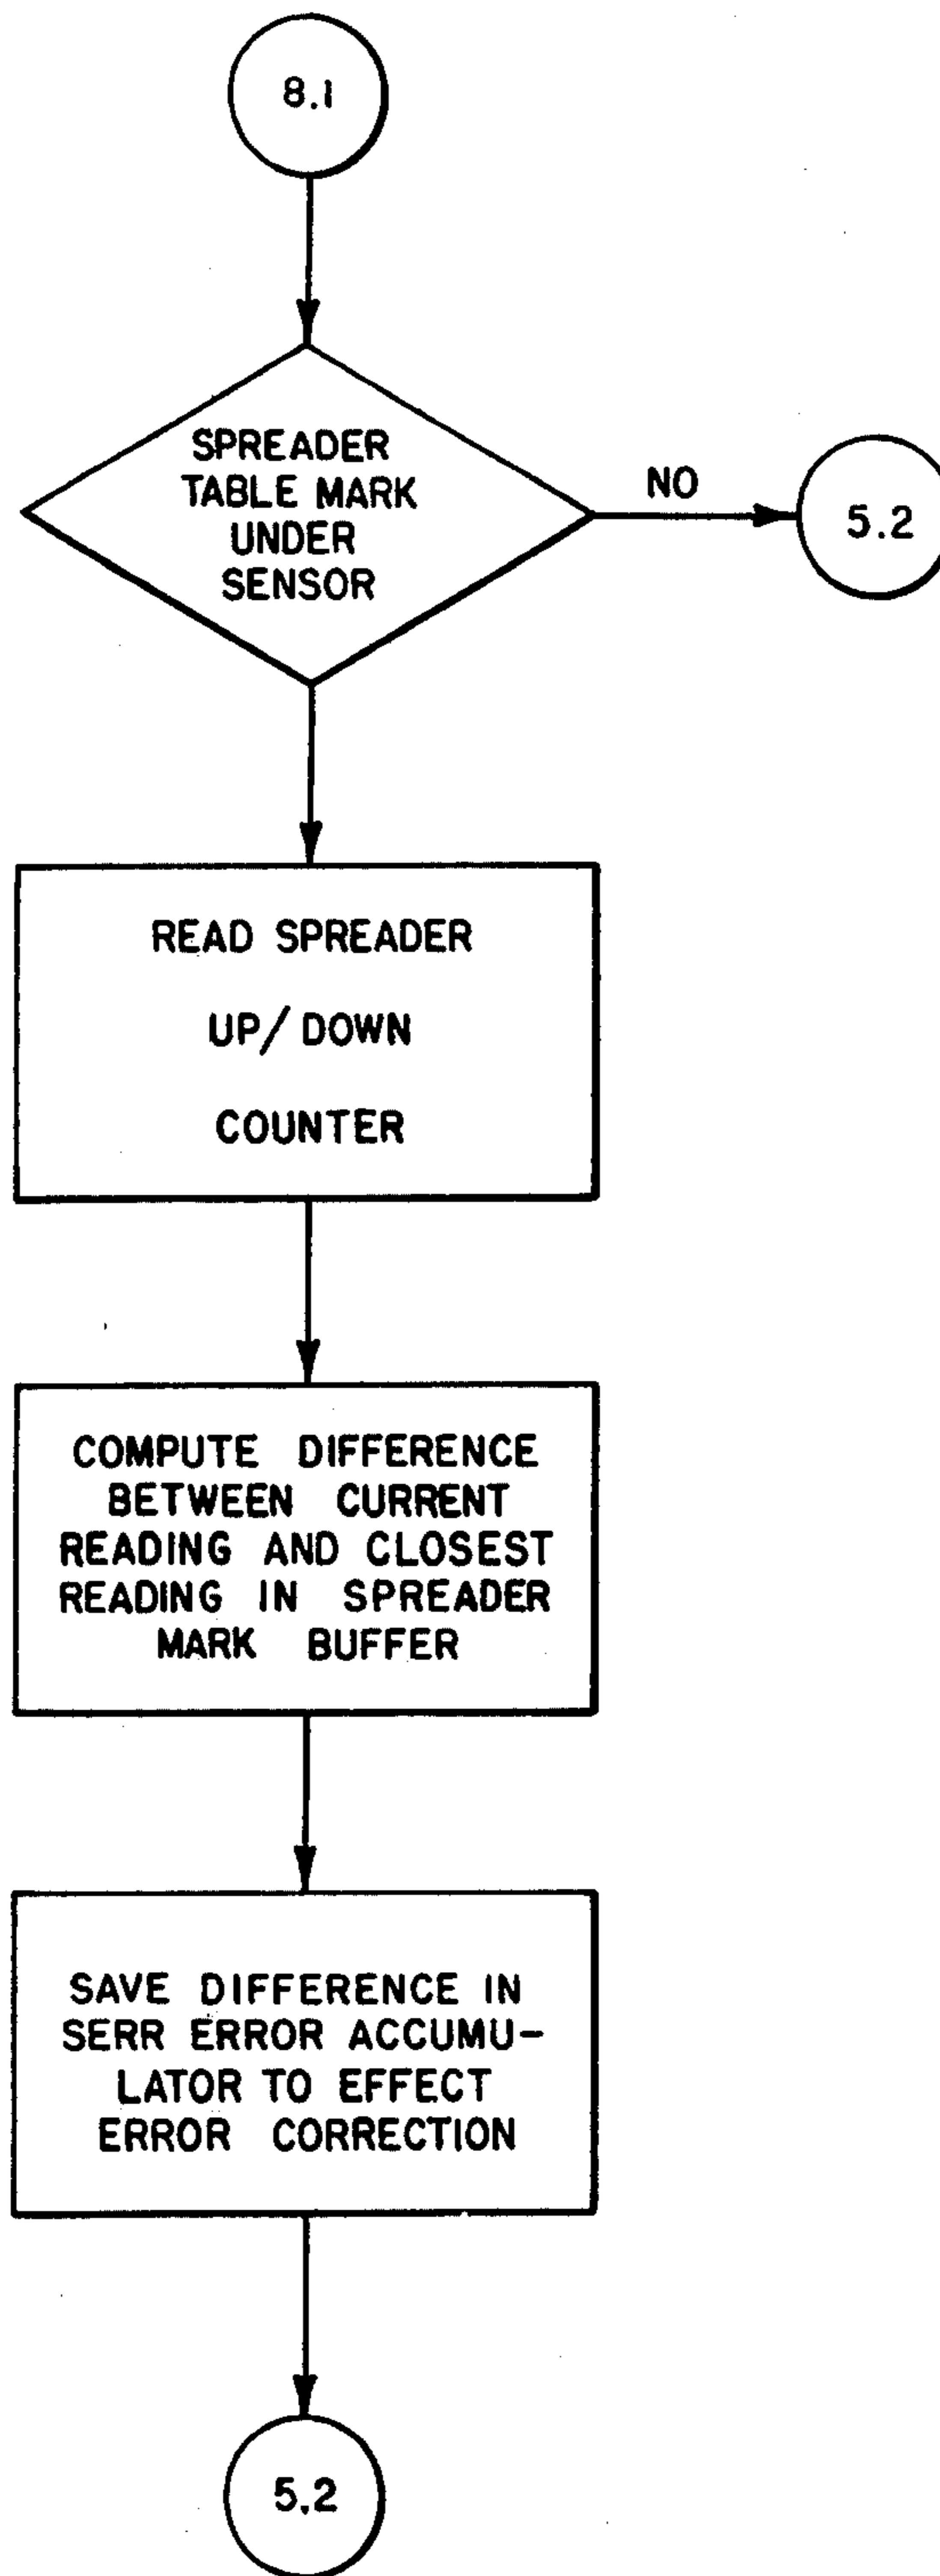 8.1
SPREADER
TABLE MARK
UNDER
SENSOR
NO
5.2
READ SPREADER
UP/DOWN
COUNTER
COMPUTE DIFFERENCE
BETWEEN CURRENT
READING AND CLOSEST
READING IN SPREADER
MARK BUFFER
SAVE DIFFERENCE IN
SERR ERROR ACCUMU-
LATOR TO EFFECT
ERROR CORRECTION
5.2